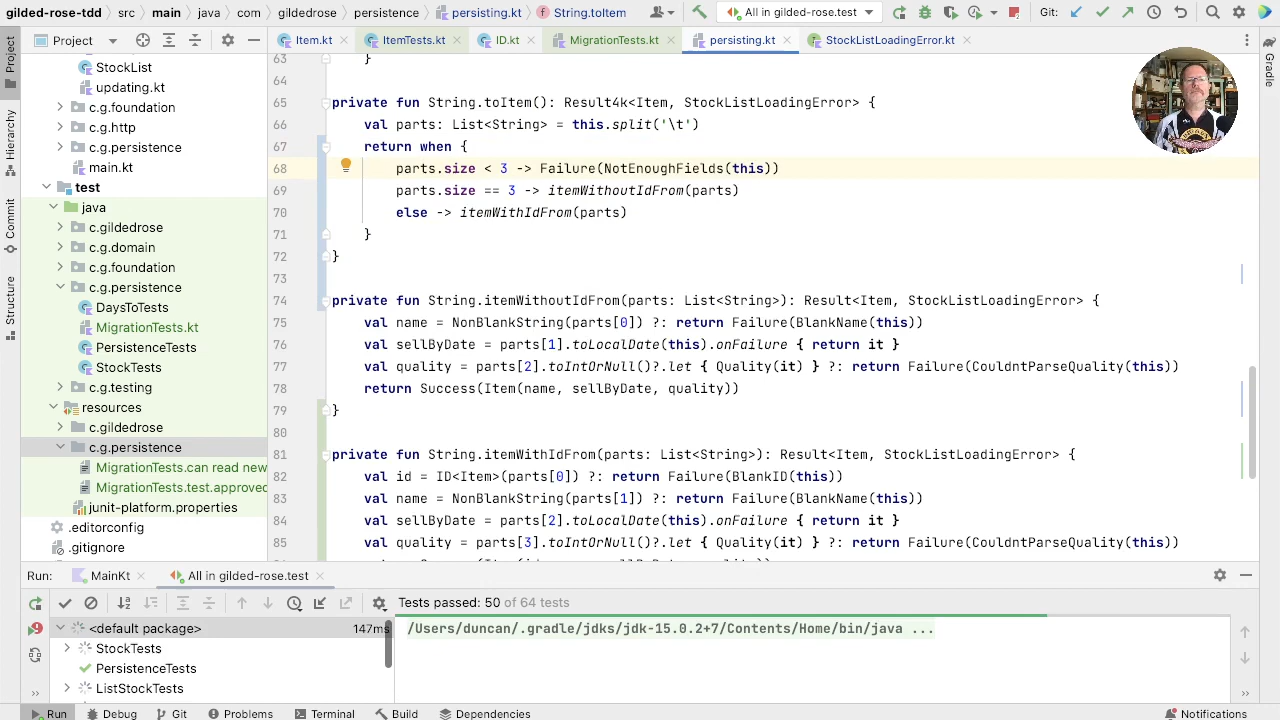 gilded-rose-tdd › src › main › java › com › gildedrose › persistence › persisting.kt › String.toItem
All in gilded-rose.test
Git:
Project
Item.kt
ItemTests.kt
ID.kt
MigrationTests.kt
persisting.kt
StockListLoadingError.kt
Project
Hierarchy
Commit
Structure
Gradle
StockList
updating.kt
c.g.foundation
c.g.http
c.g.persistence
main.kt
test
java
c.g.gildedrose
c.g.domain
c.g.foundation
c.g.persistence
DaysToTests
MigrationTests.kt
PersistenceTests
StockTests
c.g.testing
resources
c.g.gildedrose
c.g.persistence
MigrationTests.can read new
MigrationTests.test.approved
junit-platform.properties
.editorconfig
.gitignore
63 }
64
65 private fun String.toItem(): Result4k<Item, StockListLoadingError> {
66 val parts: List<String> = this.split('\t')
67 return when {
68 parts.size < 3 -> Failure(NotEnoughFields(this))
69 parts.size == 3 -> itemWithoutIdFrom(parts)
70 else -> itemWithIdFrom(parts)
71 }
72 }
73
74 private fun String.itemWithoutIdFrom(parts: List<String>): Result<Item, StockListLoadingError> {
75 val name = NonBlankString(parts[0]) ?: return Failure(BlankName(this))
76 val sellByDate = parts[1].toLocalDate(this).onFailure { return it }
77 val quality = parts[2].toIntOrNull()?.let { Quality(it) } ?: return Failure(CouldntParseQuality(this))
78 return Success(Item(name, sellByDate, quality))
79 }
80
81 private fun String.itemWithIdFrom(parts: List<String>): Result<Item, StockListLoadingError> {
82 val id = ID<Item>(parts[0]) ?: return Failure(BlankID(this))
83 val name = NonBlankString(parts[1]) ?: return Failure(BlankName(this))
84 val sellByDate = parts[2].toLocalDate(this).onFailure { return it }
85 val quality = parts[3].toIntOrNull()?.let { Quality(it) } ?: return Failure(CouldntParseQuality(this))
Run:
MainKt
All in gilded-rose.test
Tests passed: 50 of 64 tests
<default package> 147ms
StockTests
PersistenceTests
ListStockTests
/Users/duncan/.gradle/jdks/jdk-15.0.2+7/Contents/Home/bin/java ...
Run
Debug
Git
Problems
Terminal
Build
Dependencies
Notifications